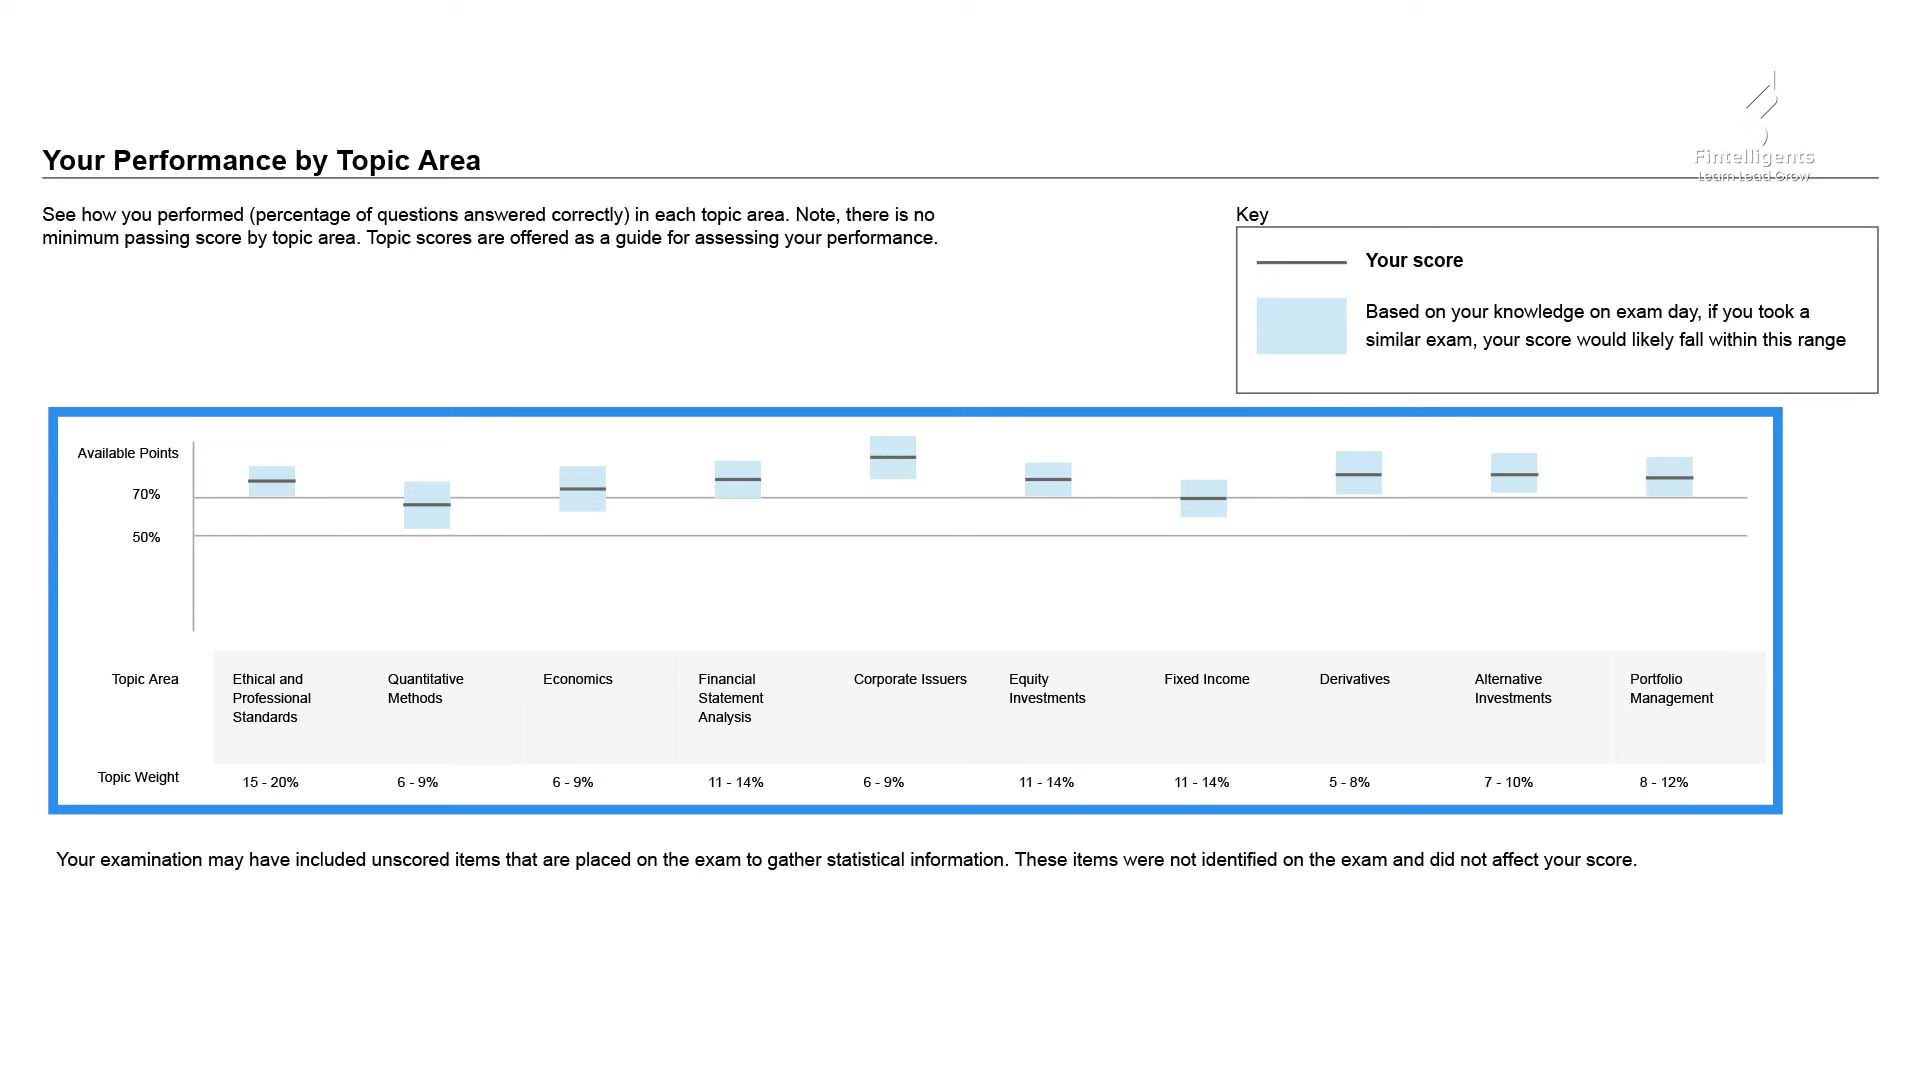 Fintelligents
Learn Lead Grow
Your Performance by Topic Area
See how you performed (percentage of questions answered correctly) in each topic area. Note, there is no
minimum passing score by topic area. Topic scores are offered as a guide for assessing your performance.
Key
Your score
Based on your knowledge on exam day, if you took a
similar exam, your score would likely fall within this range
Available Points
70%
50%
Topic Area
Ethical and
Professional
Standards
Quantitative
Methods
Economics
Financial
Statement
Analysis
Corporate Issuers
Equity
Investments
Fixed Income
Derivatives
Alternative
Investments
Portfolio
Management
Topic Weight
15 - 20%
6 - 9%
6 - 9%
11 - 14%
6 - 9%
11 - 14%
11 - 14%
5 - 8%
7 - 10%
8 - 12%
Your examination may have included unscored items that are placed on the exam to gather statistical information. These items were not identified on the exam and did not affect your score.